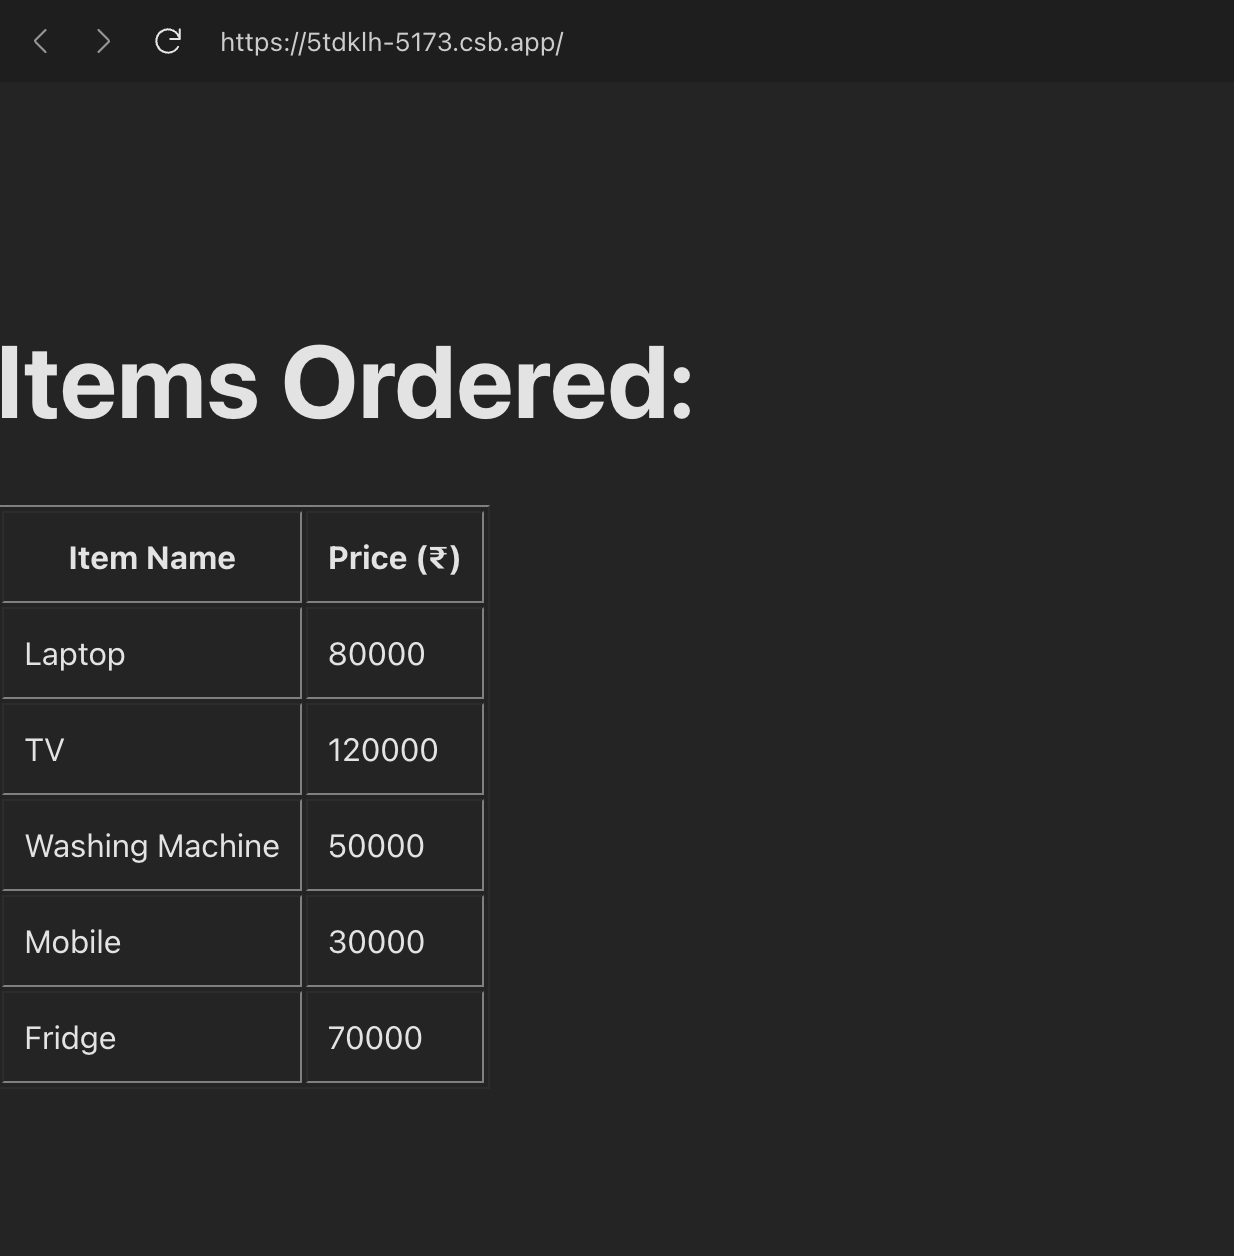 https://5tdklh-5173.csb.app/
Items Ordered:
Item Name Price (₹)
Laptop 80000
TV 120000
Washing Machine 50000
Mobile 30000
Fridge 70000